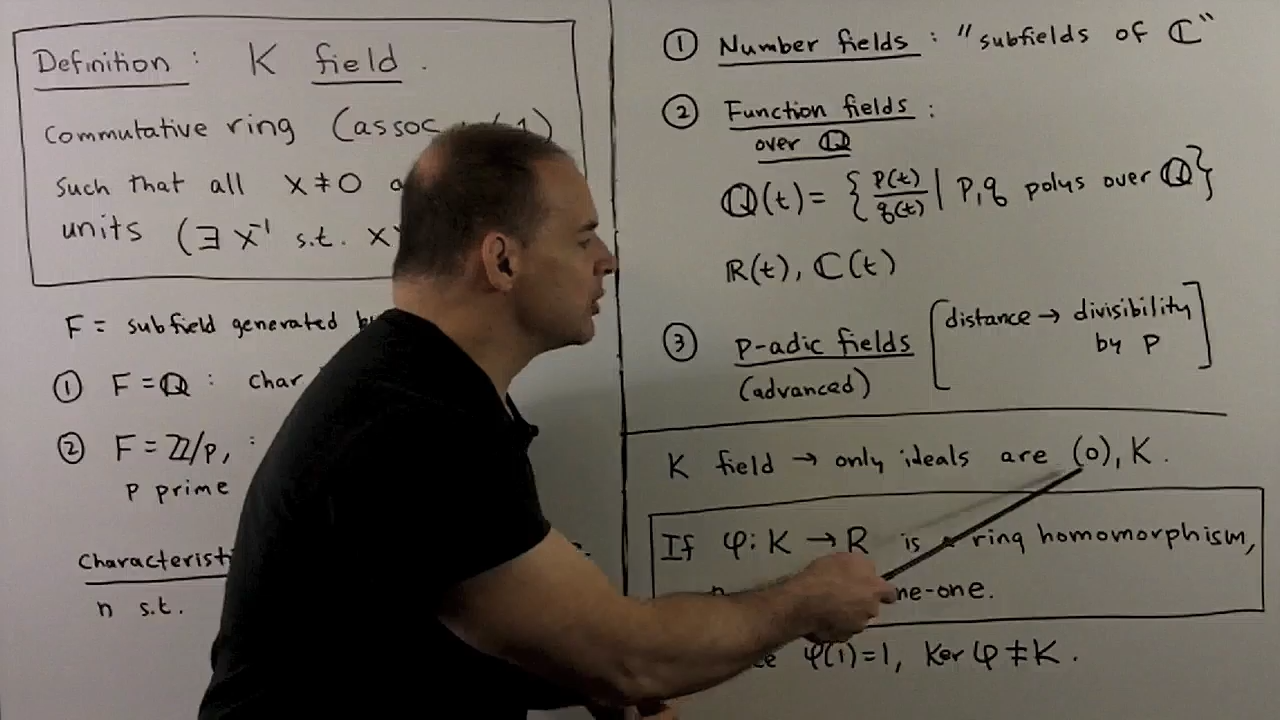 Definition : K field .
commutative ring (assoc 1)
such that all x≠0
units (∃ x⁻¹ s.t. x
F = subfield generated
① F = ℚ : char
② F = ℤ/p, :
p prime
Characterist
n s.t.
① Number fields : "subfields of ℂ"
② Function fields :
over ℚ
ℚ(t) = { p(t)/q(t) | p,q polys over ℚ }
ℝ(t), ℂ(t)
③ p-adic fields [distance → divisibility
(advanced) by p]
K field → only ideals are (0), K.
If φ: K → R is a ring homomorphism,
ne-one.
φ(1)=1, Ker φ ≠ K .